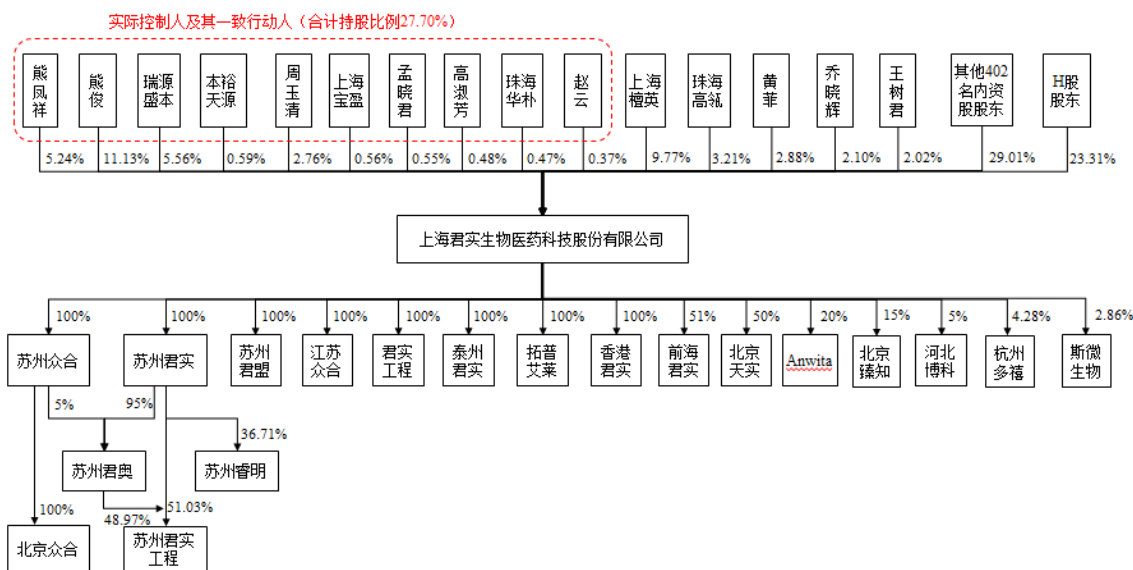 实际控制人及其一致行动人（合计持股比例27.70%）
熊凤祥
熊俊
瑞源盛本
本裕天源
周玉清
上海宝盈
孟晓君
高淑芳
珠海华朴
赵云
上海檀英
珠海高瓴
黄菲
乔晓辉
王树君
其他402
名内资
股股东
H股
股东
5.24%
11.13%
5.56%
0.59%
2.76%
0.56%
0.55%
0.48%
0.47%
0.37%
9.77%
3.21%
2.88%
2.10%
2.02%
29.01%
23.31%
上海君实生物医药科技股份有限公司
100%
100%
100%
100%
100%
100%
100%
100%
51%
50%
20%
15%
5%
4.28%
2.86%
苏州众合
苏州君实
苏州
君盟
江苏
众合
君实
工程
泰州
君实
拓普
艾莱
香港
君实
前海
君实
北京
天实
Anwita
北京
臻知
河北
博科
杭州
多禧
斯微
生物
5%
95%
36.71%
苏州君奥
苏州睿明
100%
48.97%
51.03%
北京众合
苏州君实
工程